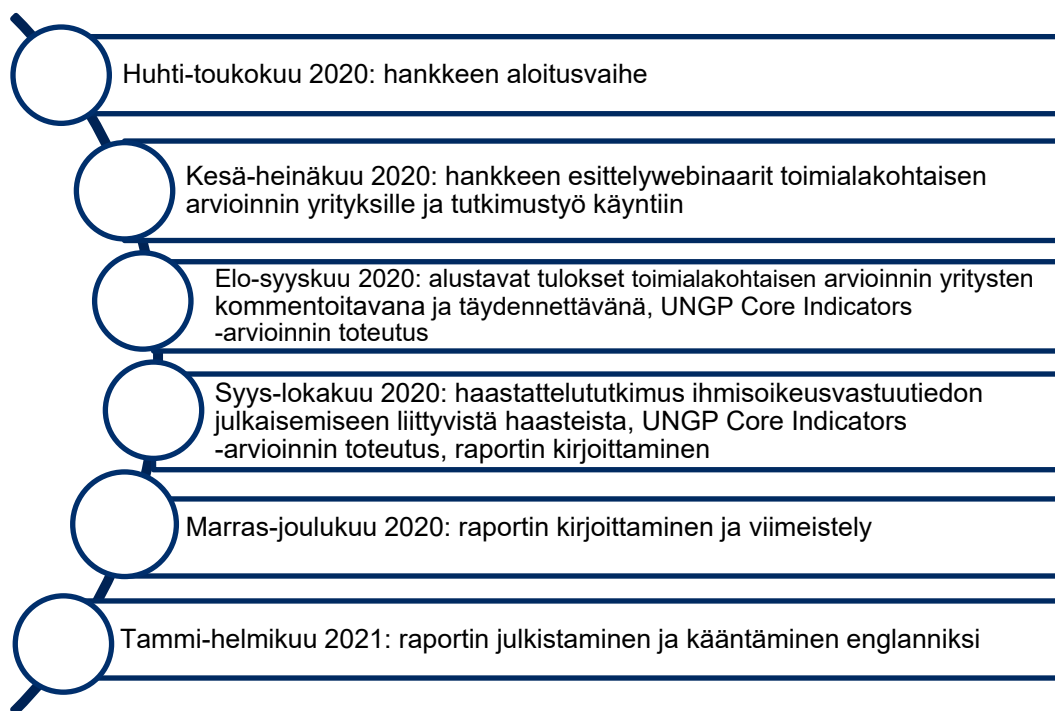 Huhti-toukokuu 2020: hankkeen aloitusvaihe
Kesä-heinäkuu 2020: hankkeen esittelywebinaarit toimialakohtaisen
arvioinnin yrityksille ja tutkimustyö käyntiin
Elo-syyskuu 2020: alustavat tulokset toimialakohtaisen arvioinnin yritysten
kommentoitavana ja täydennettävänä, UNGP Core Indicators
-arvioinnin toteutus
Syys-lokakuu 2020: haastattelututkimus ihmisoikeusvastuutiedon
julkaisemiseen liittyvistä haasteista, UNGP Core Indicators
-arvioinnin toteutus, raportin kirjoittaminen
Marras-joulukuu 2020: raportin kirjoittaminen ja viimeistely
Tammi-helmikuu 2021: raportin julkistaminen ja kääntäminen englanniksi